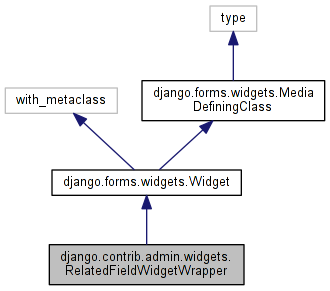 type
with_metaclass
django.forms.widgets.Media
DefiningClass
django.forms.widgets.Widget
django.contrib.admin.widgets.
RelatedFieldWidgetWrapper